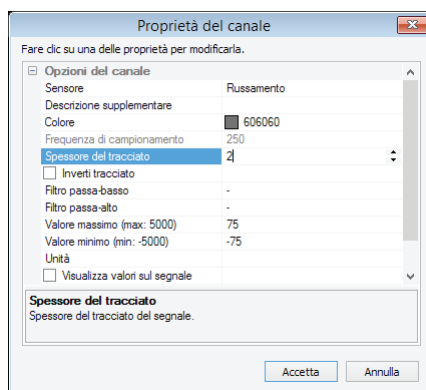 Proprietà del canale
Fare clic su una delle proprietà per modificarla.
Opzioni del canale
Sensore Russamento
Descrizione supplementare
Colore 606060
Frequenza di campionamento 250
Spessore del tracciato 2
Inverti tracciato
Filtro passa-basso -
Filtro passa-alto -
Valore massimo (max: 5000) 75
Valore minimo (min: -5000) -75
Unità
Visualizza valori sul segnale
Spessore del tracciato
Spessore del tracciato del segnale.
Accetta Annulla